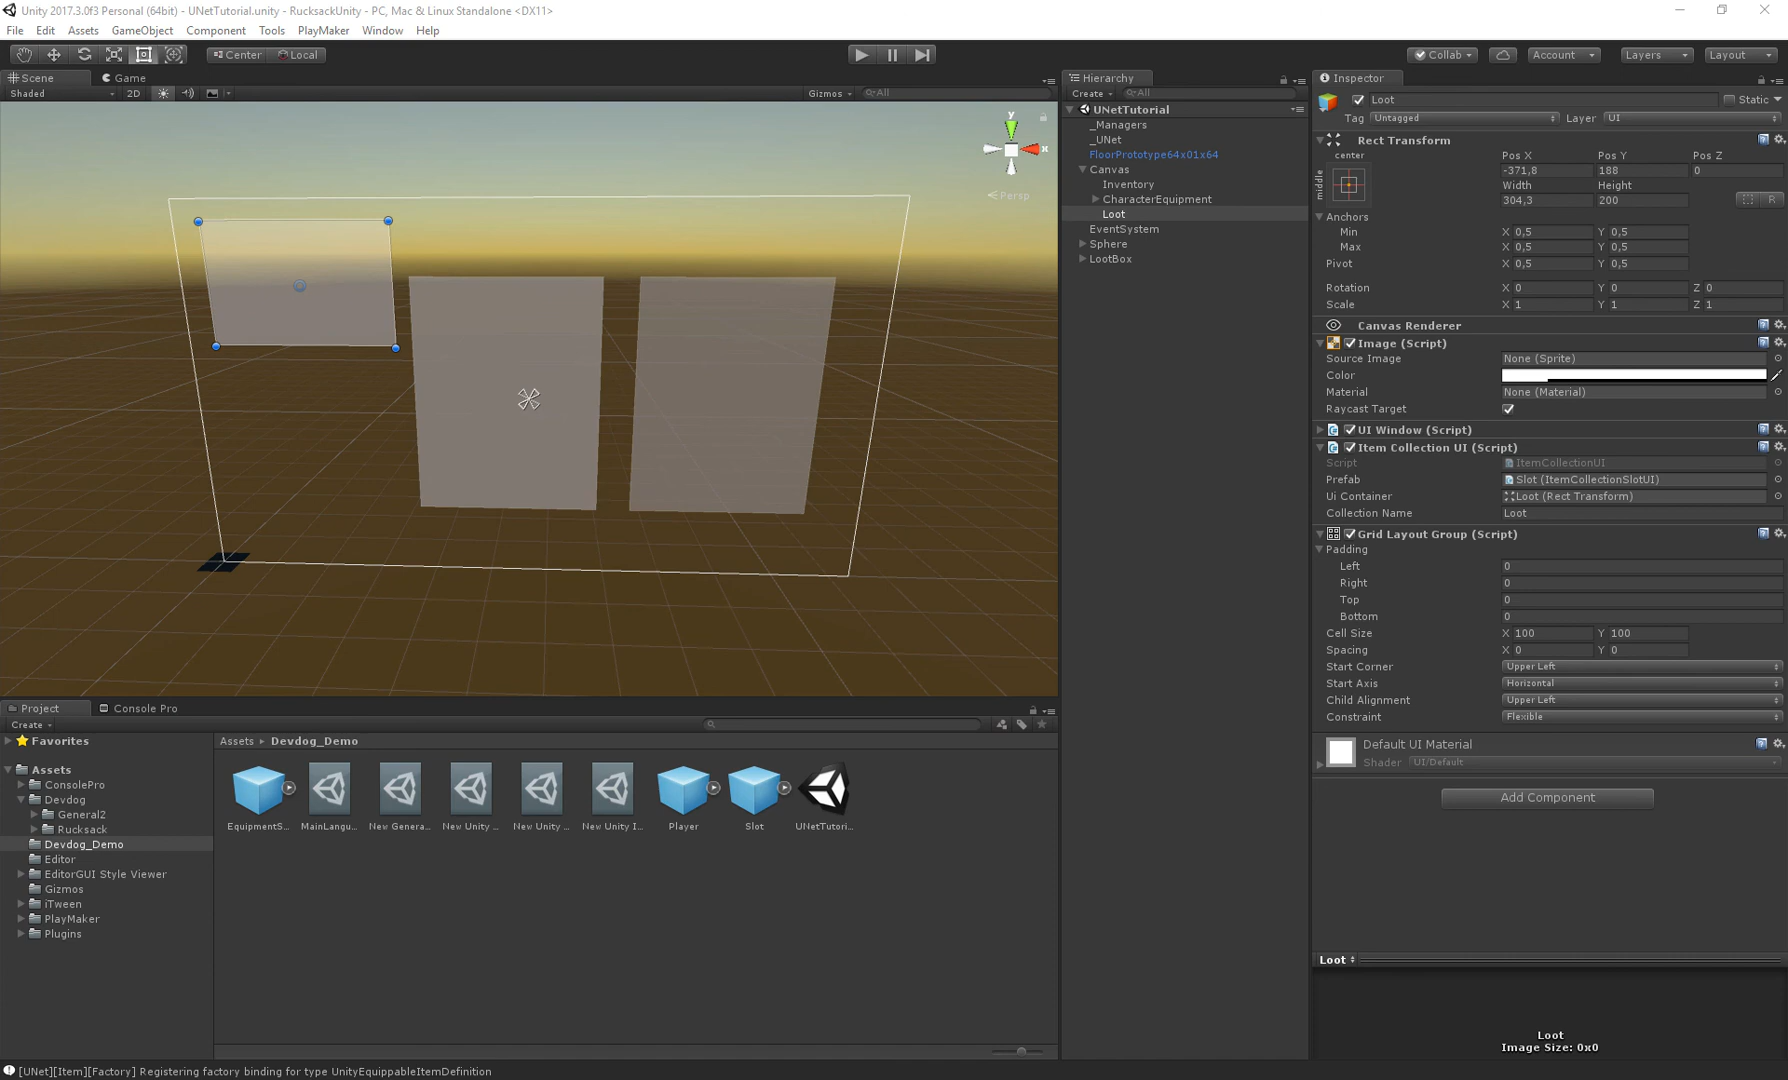 Unity 2017.3.0f3 Personal (64bit) - UNetTutorial.unity - RucksackUnity - PC, Mac & Linux Standalone <DX11>
File Edit Assets GameObject Component Tools PlayMaker Window Help
Center Local Collab Account Layers Layout
Scene Game
Shaded 2D Gizmos All
y
x
Persp
Hierarchy
Create All
UNetTutorial
_Managers
_UNet
FloorPrototype64x01x64
Canvas
Inventory
CharacterEquipment
Loot
EventSystem
Sphere
LootBox
Inspector
Loot Static
Tag Untagged Layer UI
Rect Transform
center Pos X Pos Y Pos Z
middle -371,8 188 0
Width Height
304,3 200 R
Anchors
Min X 0,5 Y 0,5
Max X 0,5 Y 0,5
Pivot X 0,5 Y 0,5
Rotation X 0 Y 0 Z 0
Scale X 1 Y 1 Z 1
Canvas Renderer
Image (Script)
Source Image None (Sprite)
Color
Material None (Material)
Raycast Target
UI Window (Script)
Item Collection UI (Script)
Script ItemCollectionUI
Prefab Slot (ItemCollectionSlotUI)
Ui Container Loot (Rect Transform)
Collection Name Loot
Grid Layout Group (Script)
Padding
Left 0
Right 0
Top 0
Bottom 0
Cell Size X 100 Y 100
Spacing X 0 Y 0
Start Corner Upper Left
Start Axis Horizontal
Child Alignment Upper Left
Constraint Flexible
Default UI Material
Shader UI/Default
Add Component
Loot
Loot
Image Size: 0x0
Project Console Pro
Create
Favorites
Assets
ConsolePro
Devdog
General2
Rucksack
Devdog_Demo
Editor
EditorGUI Style Viewer
Gizmos
iTween
PlayMaker
Plugins
Assets ▸ Devdog_Demo
EquipmentS... MainLangu... New Genera... New Unity ... New Unity ... New Unity I... Player Slot UNetTutori...
[UNet][Item][Factory] Registering factory binding for type UnityEquippableItemDefinition